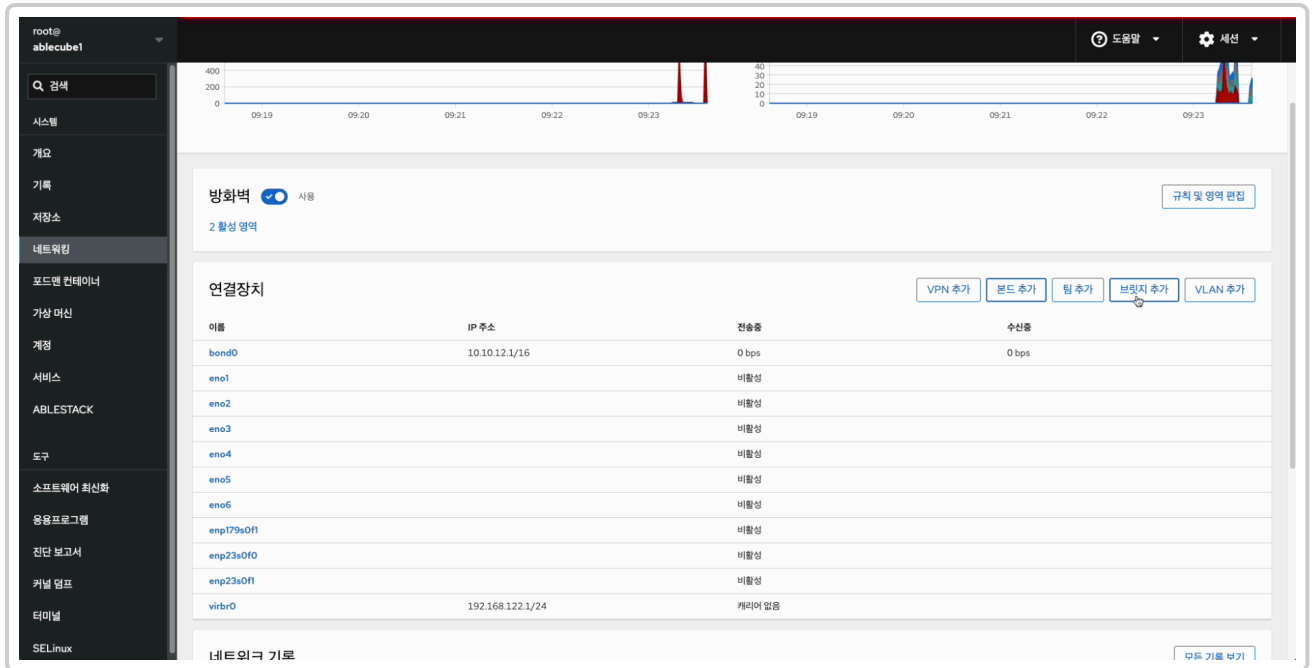 root@
ablecube1
도움말
세션
검색
시스템
개요
기록
저장소
네트워킹
포드맨 컨테이너
가상 머신
계정
서비스
ABLESTACK
도구
소프트웨어 최신화
응용프로그램
진단 보고서
커널 덤프
터미널
SELinux
400
200
0
09:19 09:20 09:21 09:22 09:23
40
30
20
10
0
09:19 09:20 09:21 09:22 09:23
방화벽 사용
규칙 및 영역 편집
2 활성 영역
연결장치
VPN 추가 본드 추가 팀 추가 브릿지 추가 VLAN 추가
이름 IP 주소 전송중 수신중
bond0 10.10.12.1/16 0 bps 0 bps
eno1 비활성
eno2 비활성
eno3 비활성
eno4 비활성
eno5 비활성
eno6 비활성
enp179s0f1 비활성
enp23s0f0 비활성
enp23s0f1 비활성
virbr0 192.168.122.1/24 캐리어 없음
네트워크 기록
모든 기록 보기